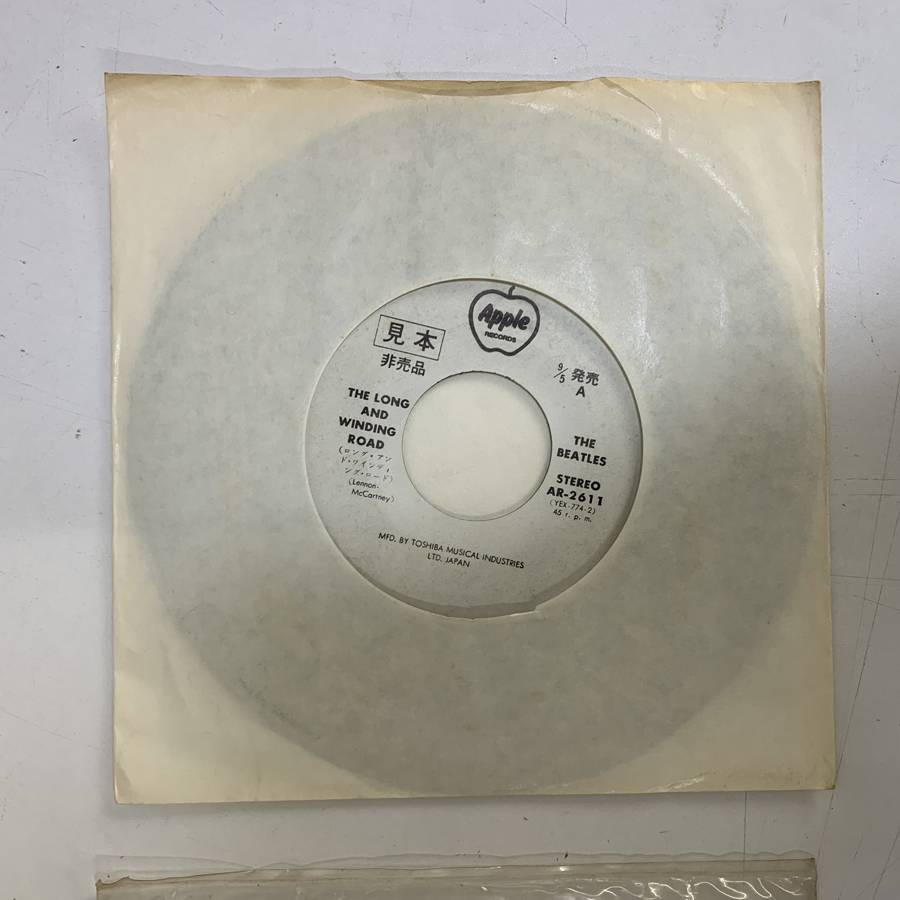 Apple
RECORDS
見本
非売品
9/5 発売
A
THE LONG
AND
WINDING
ROAD
(ロング・アン
ド・ワインディ
ング・ロード)
(Lennon-
McCartney)
THE
BEATLES
STEREO
AR-2611
(YEX-774-2)
45 r. p. m.
MFD. BY TOSHIBA MUSICAL INDUSTRIES
LTD. JAPAN